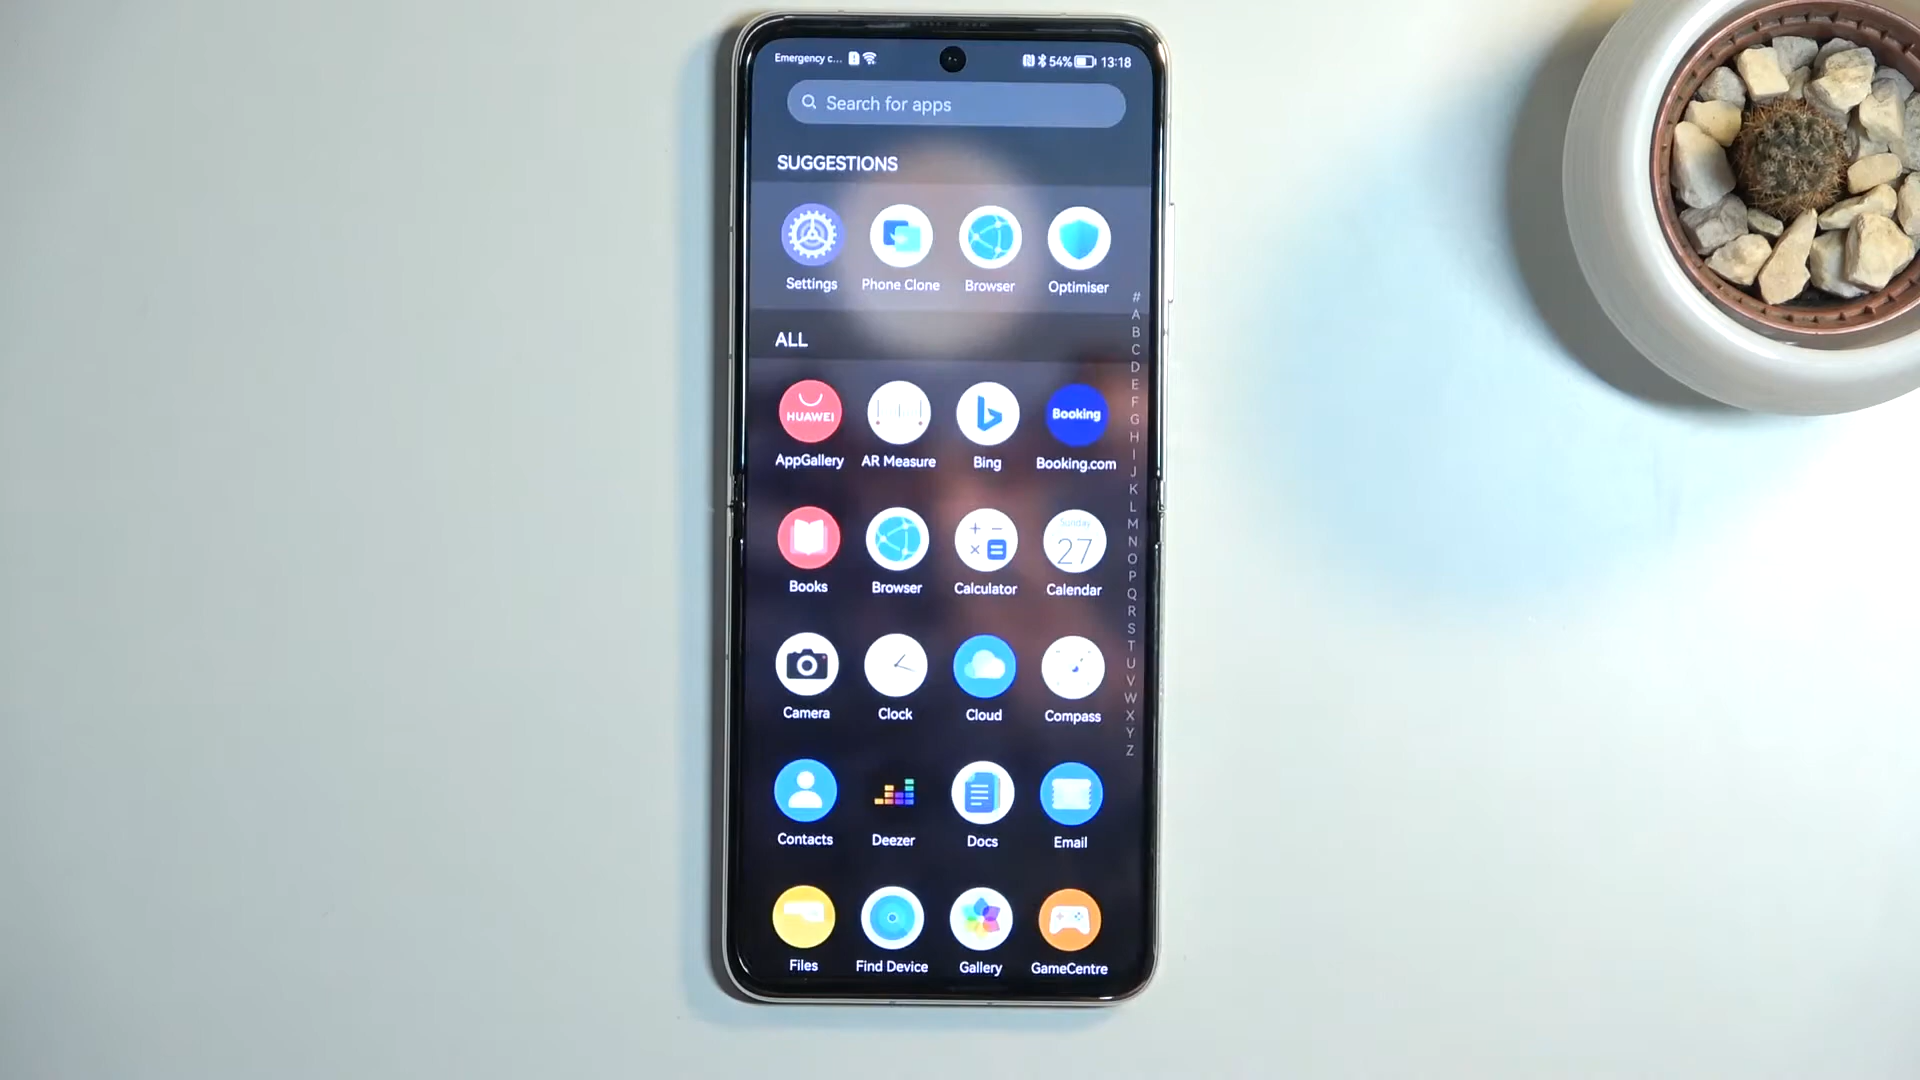 Emergency c... 54% 13:18
Search for apps
SUGGESTIONS
Settings Phone Clone Browser Optimiser
ALL
HUAWEI Booking
AppGallery AR Measure Bing Booking.com
Sunday
27
Books Browser Calculator Calendar
Camera Clock Cloud Compass
Contacts Deezer Docs Email
Files Find Device Gallery GameCentre
#
A
B
C
D
E
F
G
H
I
J
K
L
M
N
O
P
Q
R
S
T
U
V
W
X
Y
Z